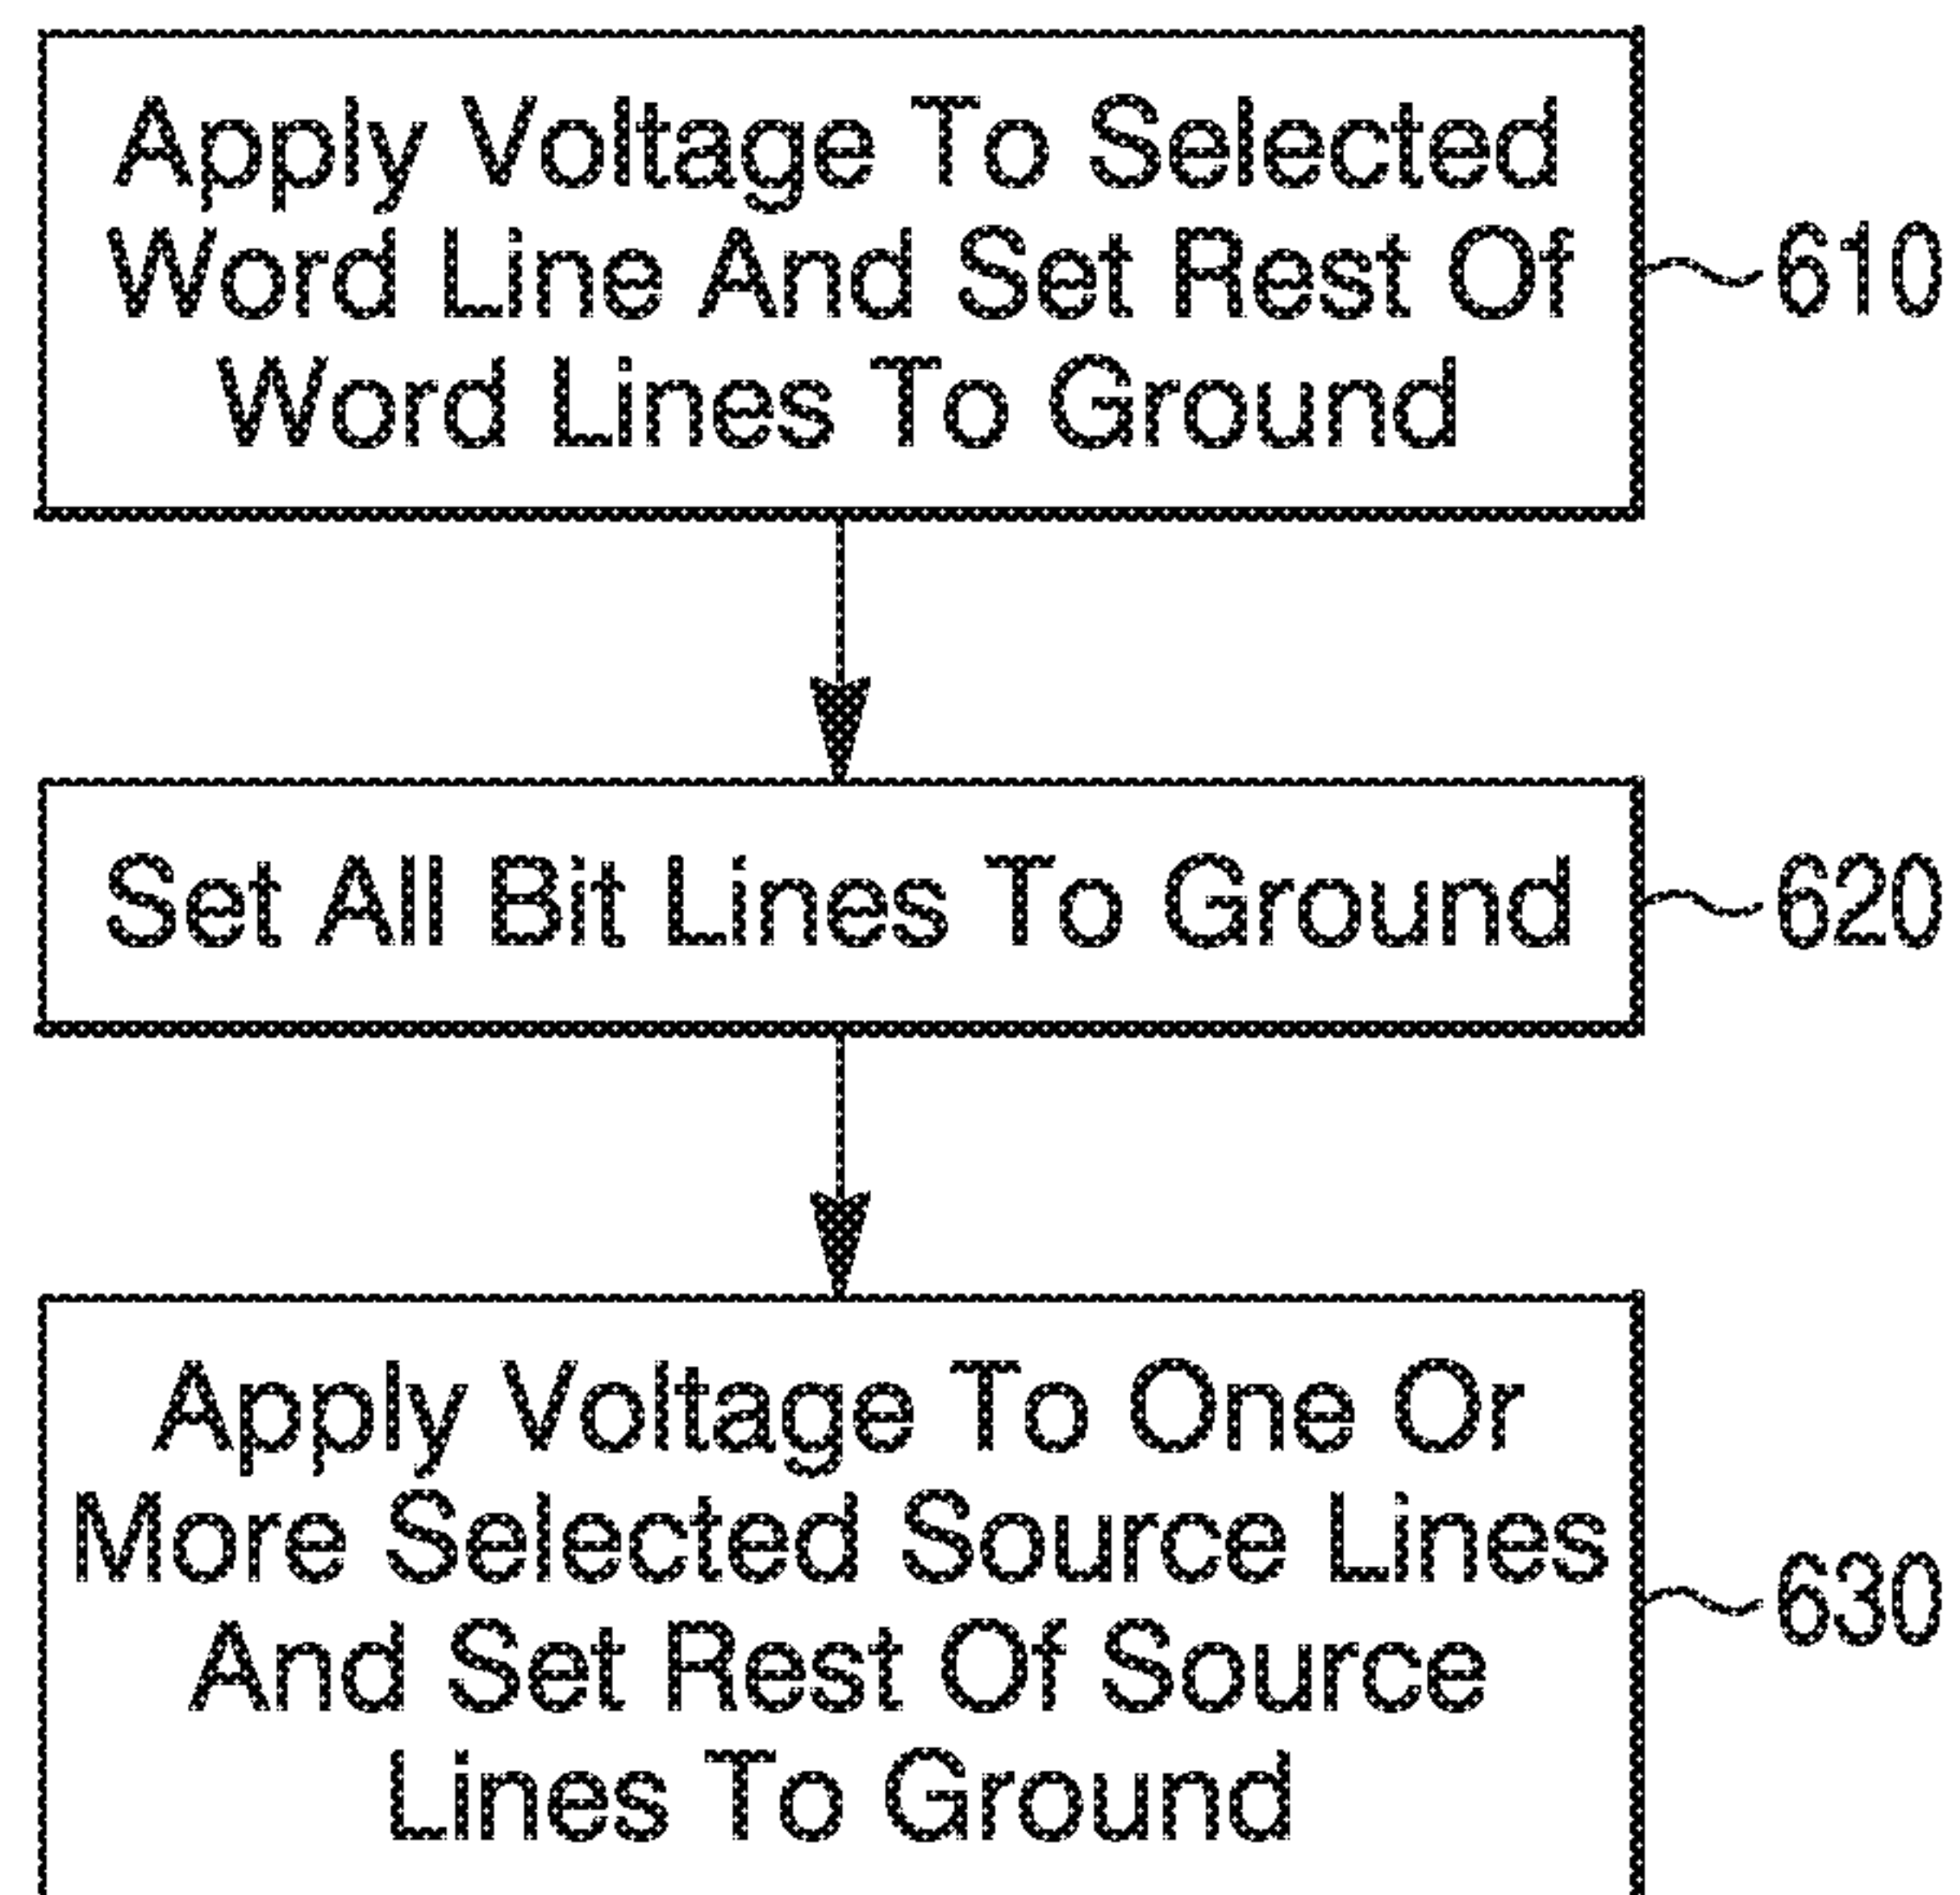 Apply Voltage To Selected
Word Line And Set Rest Of
Word Lines To Ground
610
Set All Bit Lines To Ground
620
Apply Voltage To One Or
More Selected Source Lines
And Set Rest Of Source
Lines To Ground
630